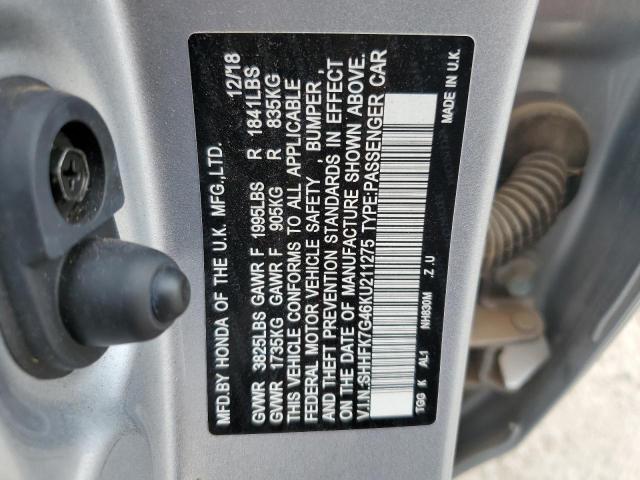 MFD.BY HONDA OF THE U.K. MFG.,LTD. 12/18
GVWR 3825LBS GAWR F 1995LBS R 1841LBS
GVWR 1735KG GAWR F 905KG R 835KG
THIS VEHICLE CONFORMS TO ALL APPLICABLE
FEDERAL MOTOR VEHICLE SAFETY , BUMPER ,
AND THEFT PREVENTION STANDARDS IN EFFECT
ON THE DATE OF MANUFACTURE SHOWN ABOVE.
V.I.N.:SHHFK7G46KU211275 TYPE:PASSENGER CAR
TGG K AL1 NH830M .Z .U MADE IN U.K.